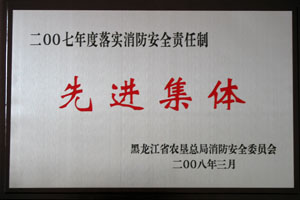 二00七年度落实消防安全责任制
先进集体
黑龙江省农垦总局消防安全委员会
二00八年三月